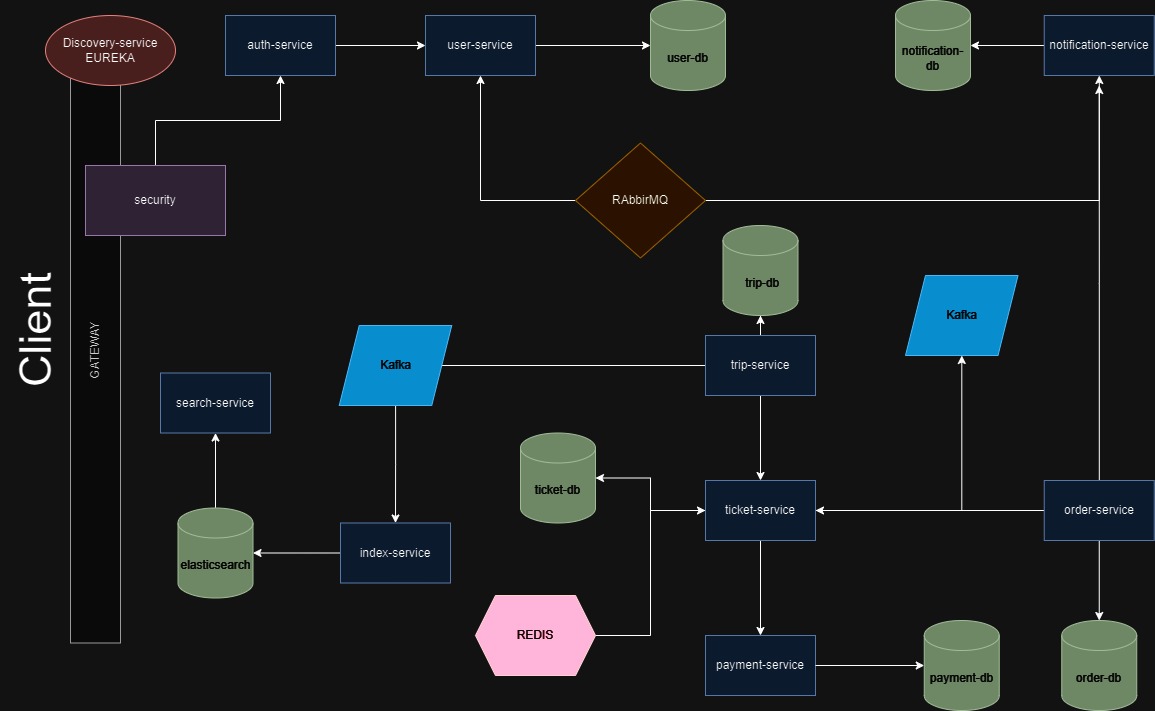 Discovery-service
EUREKA
auth-service
user-service
user-db
notification-
db
notification-service
security
RAbbirMQ
trip-db
Client
GATEWAY
Kafka
Kafka
trip-service
search-service
ticket-db
ticket-service
order-service
elasticsearch
index-service
REDIS
payment-service
payment-db
order-db